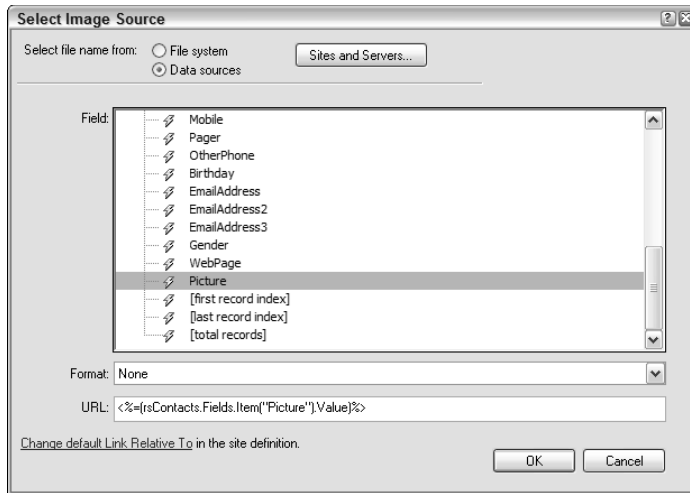 Select Image Source
Select file name from: File system Sites and Servers...
Data sources
Field: Mobile
Pager
OtherPhone
Birthday
EmailAddress
EmailAddress2
EmailAddress3
Gender
WebPage
Picture
[first record index]
[last record index]
[total records]
Format: None
URL: <%=(rsContacts.Fields.Item("Picture").Value)%>
Change default Link Relative To in the site definition.
OK Cancel